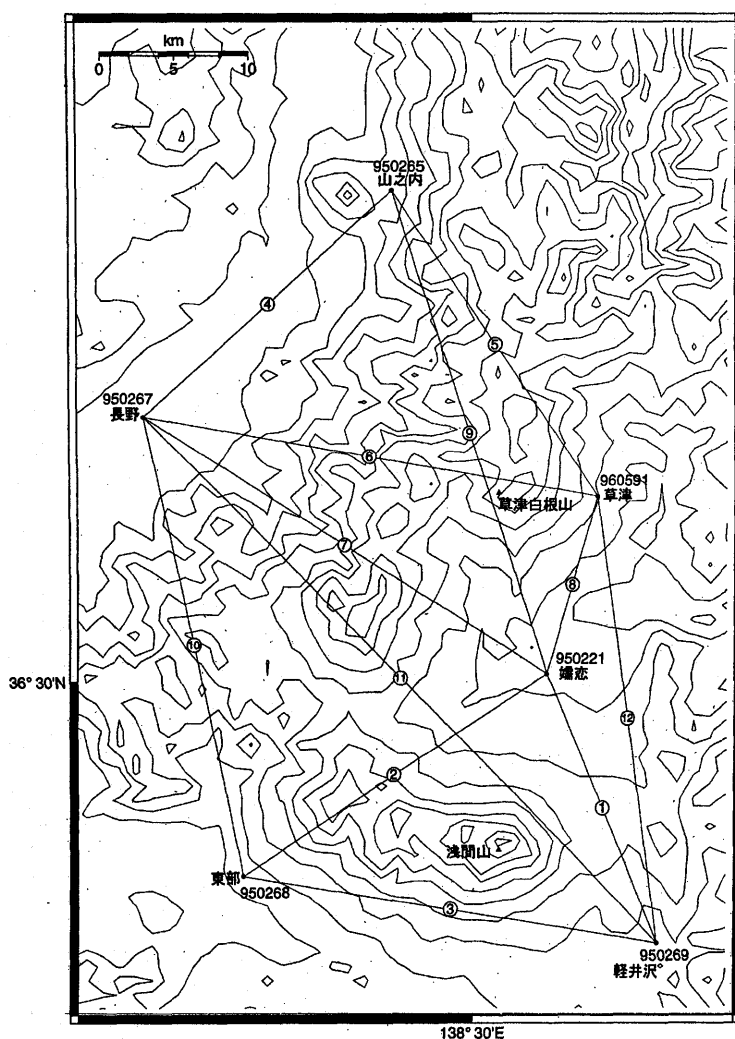 km
0 5 10
950265
山之内
④
⑤
950267
長野
⑨
⑥
960591
草津
草津白根山
⑦
⑧
⑩
950221
嬬恋
36° 30'N
⑪
⑫
②
①
浅間山
東部
950268
③
950269
軽井沢
138° 30'E